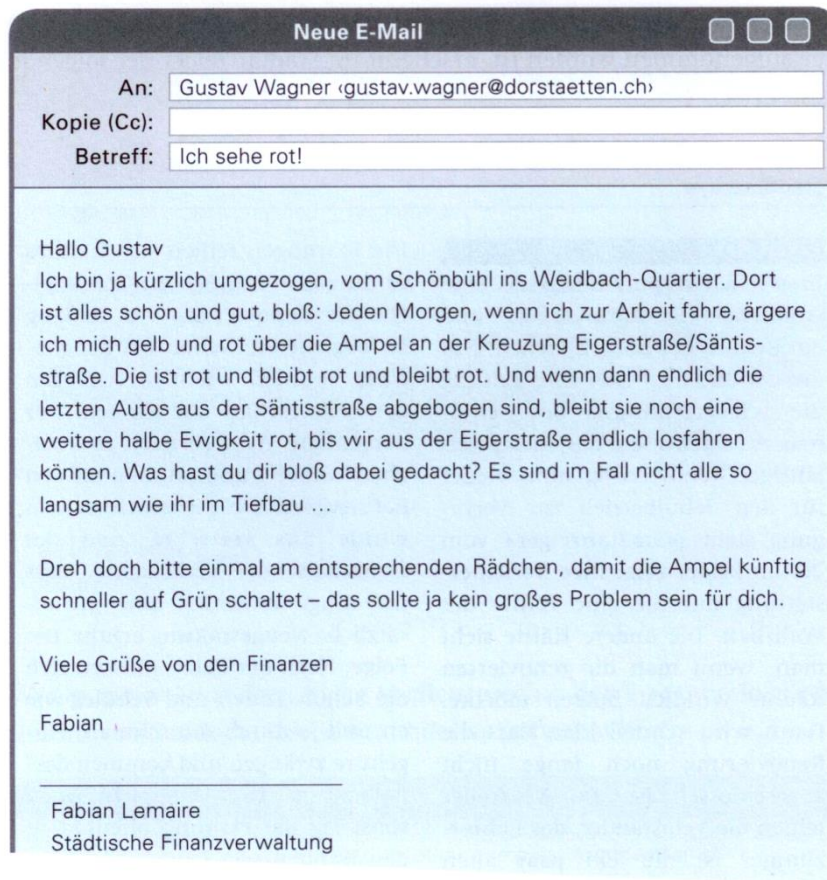 Neue E-Mail
An: Gustav Wagner ‹gustav.wagner@dorstaetten.ch›
Kopie (Cc):
Betreff: Ich sehe rot!
Hallo Gustav
Ich bin ja kürzlich umgezogen, vom Schönbühl ins Weidbach-Quartier. Dort
ist alles schön und gut, bloß: Jeden Morgen, wenn ich zur Arbeit fahre, ärgere
ich mich gelb und rot über die Ampel an der Kreuzung Eigerstraße/Säntis-
straße. Die ist rot und bleibt rot und bleibt rot. Und wenn dann endlich die
letzten Autos aus der Säntisstraße abgebogen sind, bleibt sie noch eine
weitere halbe Ewigkeit rot, bis wir aus der Eigerstraße endlich losfahren
können. Was hast du dir bloß dabei gedacht? Es sind im Fall nicht alle so
langsam wie ihr im Tiefbau ...
Dreh doch bitte einmal am entsprechenden Rädchen, damit die Ampel künftig
schneller auf Grün schaltet – das sollte ja kein großes Problem sein für dich.
Viele Grüße von den Finanzen
Fabian
Fabian Lemaire
Städtische Finanzverwaltung